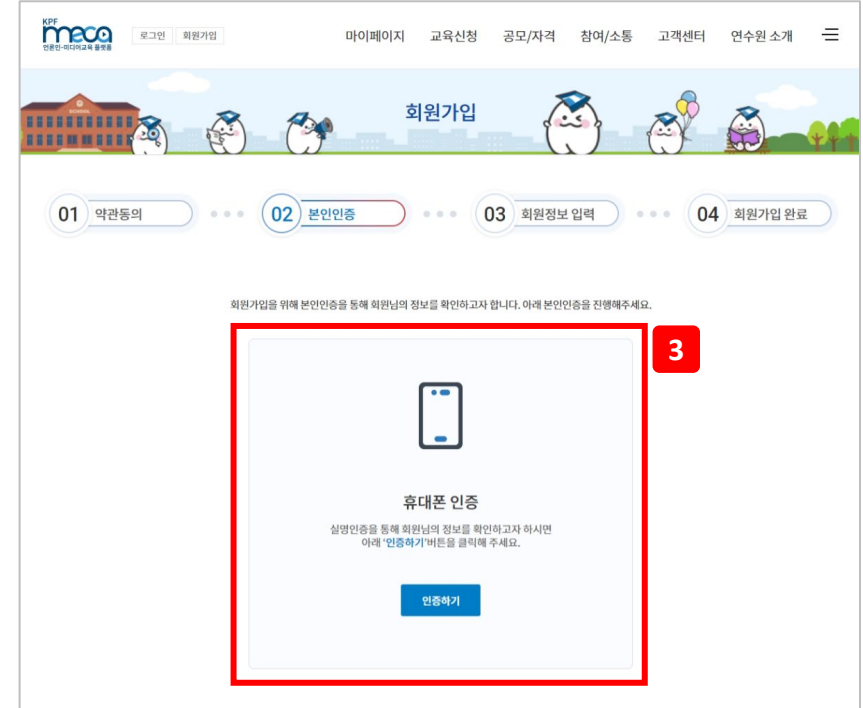 KPF
meca
언론인·미디어교육 플랫폼
로그인 회원가입 마이페이지 교육신청 공모/자격 참여/소통 고객센터 연수원 소개
SCHOOL
회원가입
01 약관동의 02 본인인증 03 회원정보 입력 04 회원가입 완료
회원가입을 위해 본인인증을 통해 회원님의 정보를 확인하고자 합니다. 아래 본인인증을 진행해주세요.
3
휴대폰 인증
실명인증을 통해 회원님의 정보를 확인하고자 하시면
아래 '인증하기'버튼을 클릭해 주세요.
인증하기